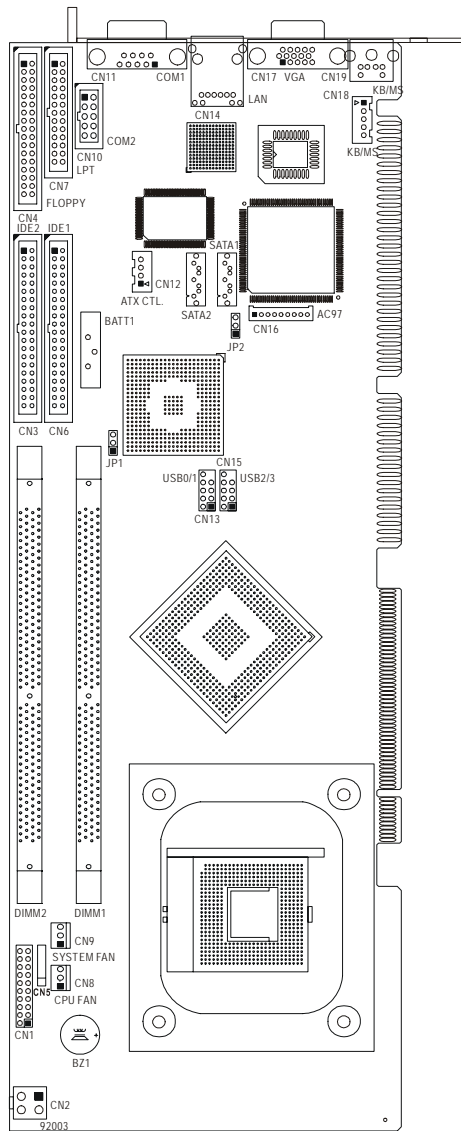 CN11 COM1 CN17 VGA CN19
KB/MS
CN18
LAN
CN14
COM2
CN10
KB/MS
LPT
CN7
FLOPPY
CN4
IDE2 IDE1
SATA1
CN12
ATX CTL.
SATA2
AC97
CN16
BATT1
JP2
CN3 CN6
JP1
CN15
USB0/1 USB2/3
CN13
DIMM2 DIMM1
CN9
SYSTEM FAN
CN5
CN8
CPU FAN
CN1
BZ1
CN2
92003